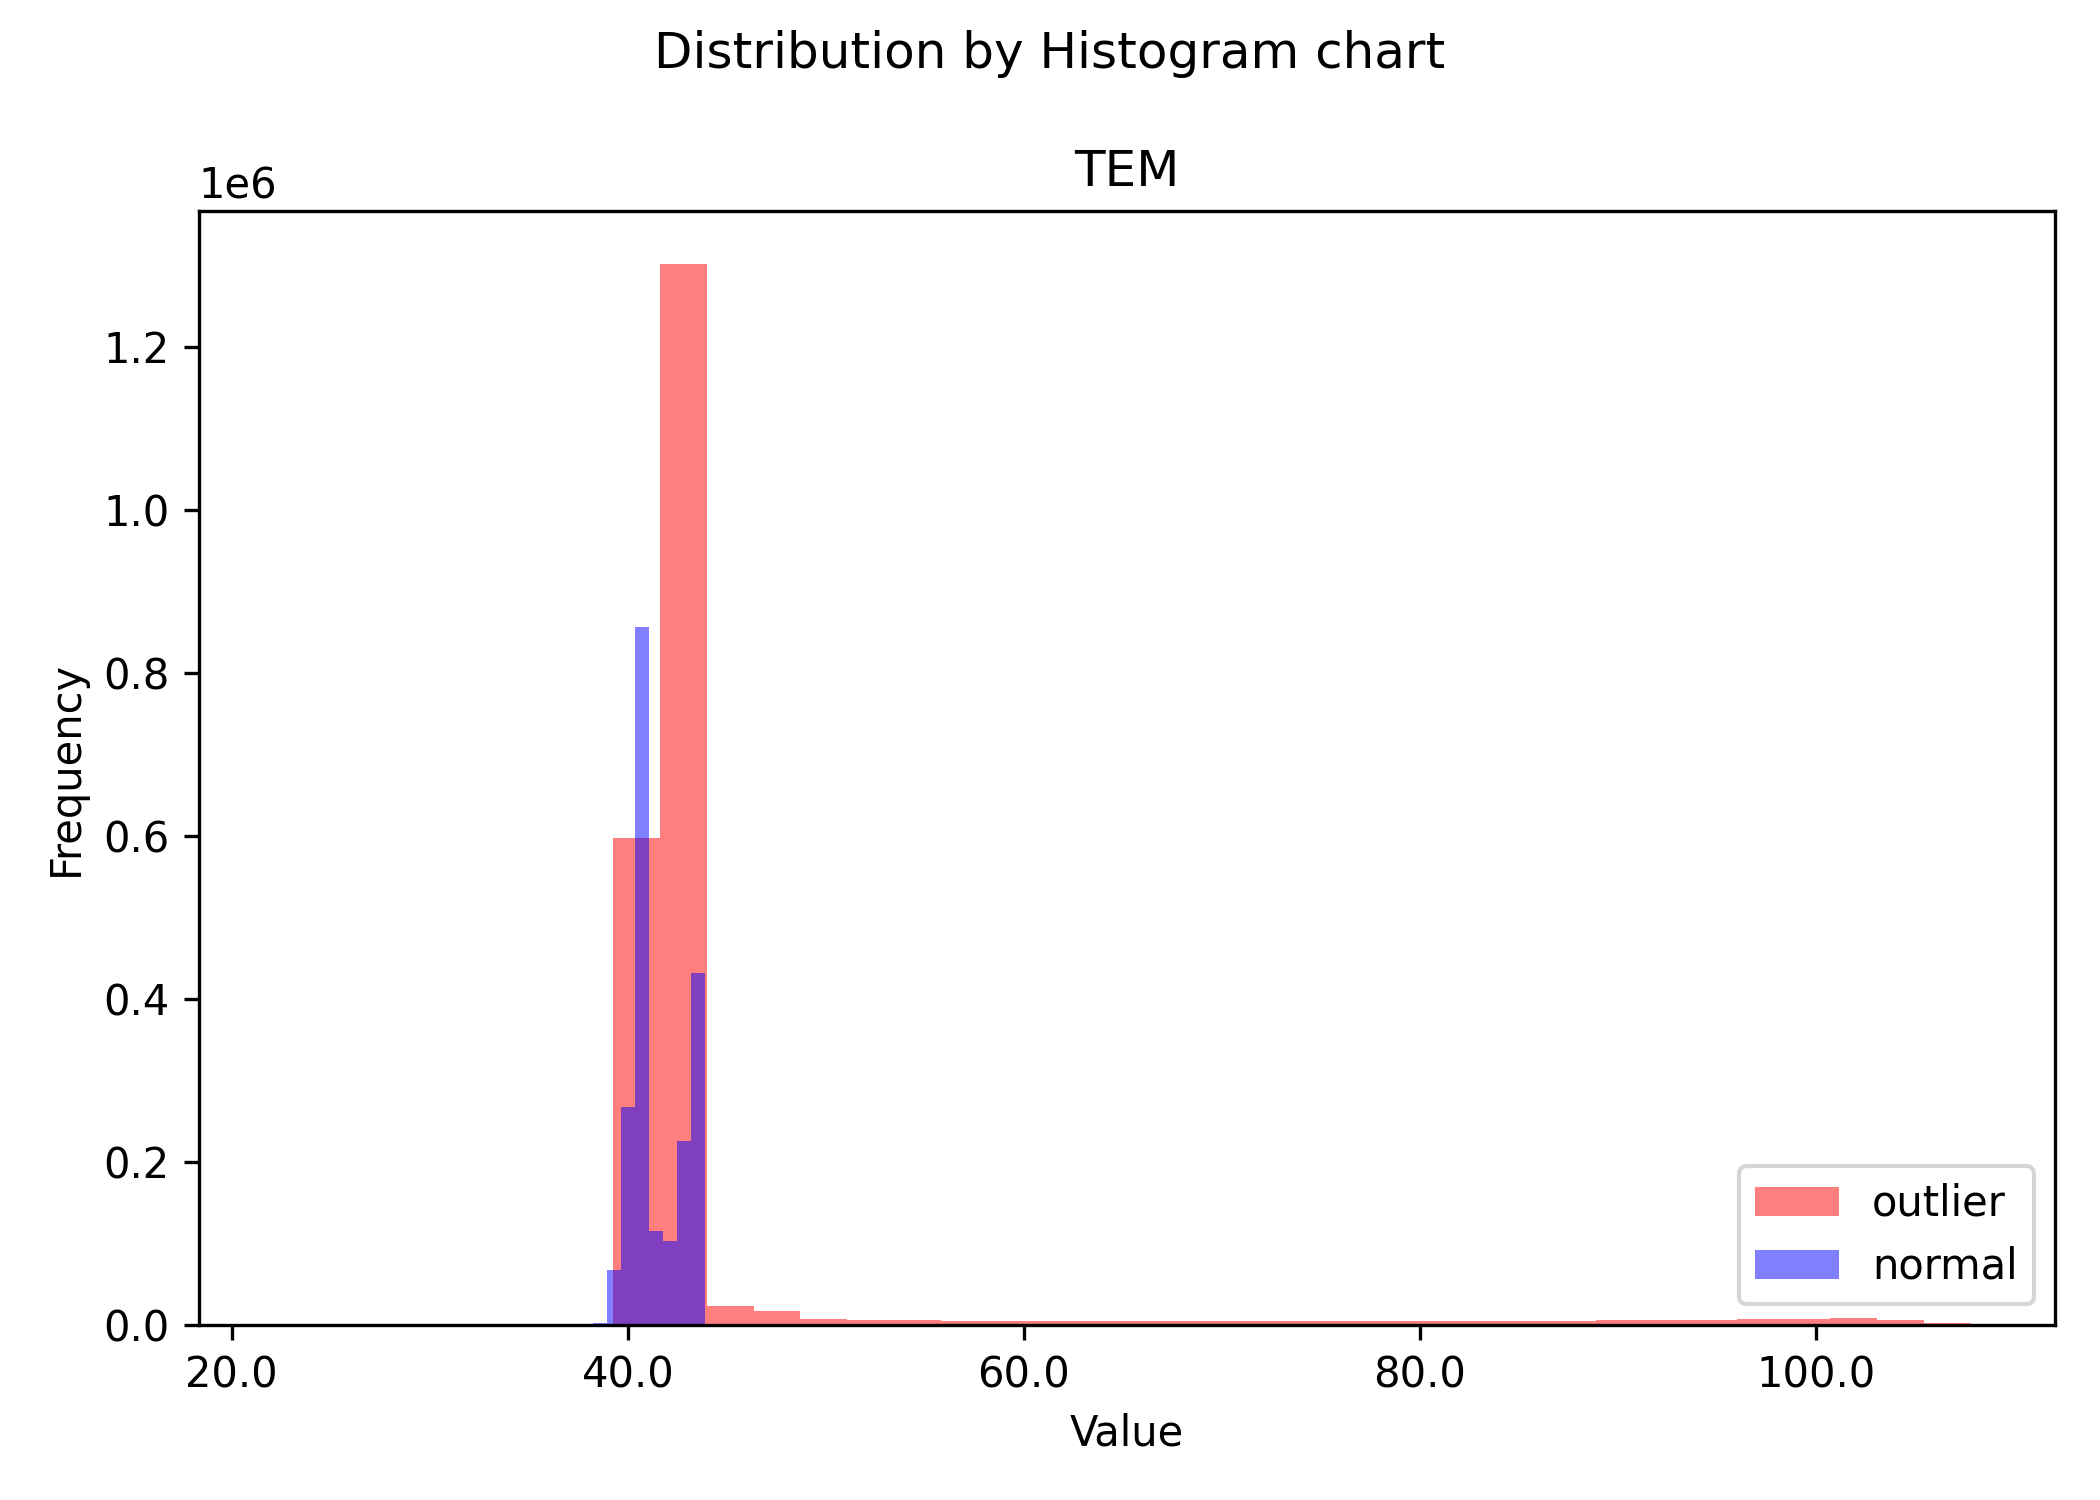 Distribution by Histogram chart
TEM
1e6
1.2
1.0
0.8
0.6
0.4
0.2
0.0
Frequency
20.0 40.0 60.0 80.0 100.0
Value
outlier
normal